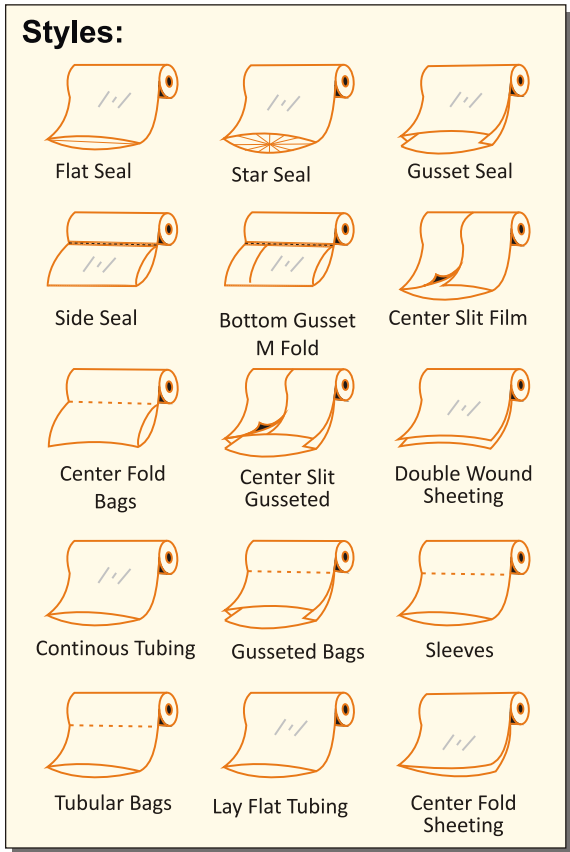 Styles:
Flat Seal
Star Seal
Gusset Seal
Side Seal
Bottom Gusset
M Fold
Center Slit Film
Center Fold
Bags
Center Slit
Gusseted
Double Wound
Sheeting
Continous Tubing
Gusseted Bags
Sleeves
Tubular Bags
Lay Flat Tubing
Center Fold
Sheeting